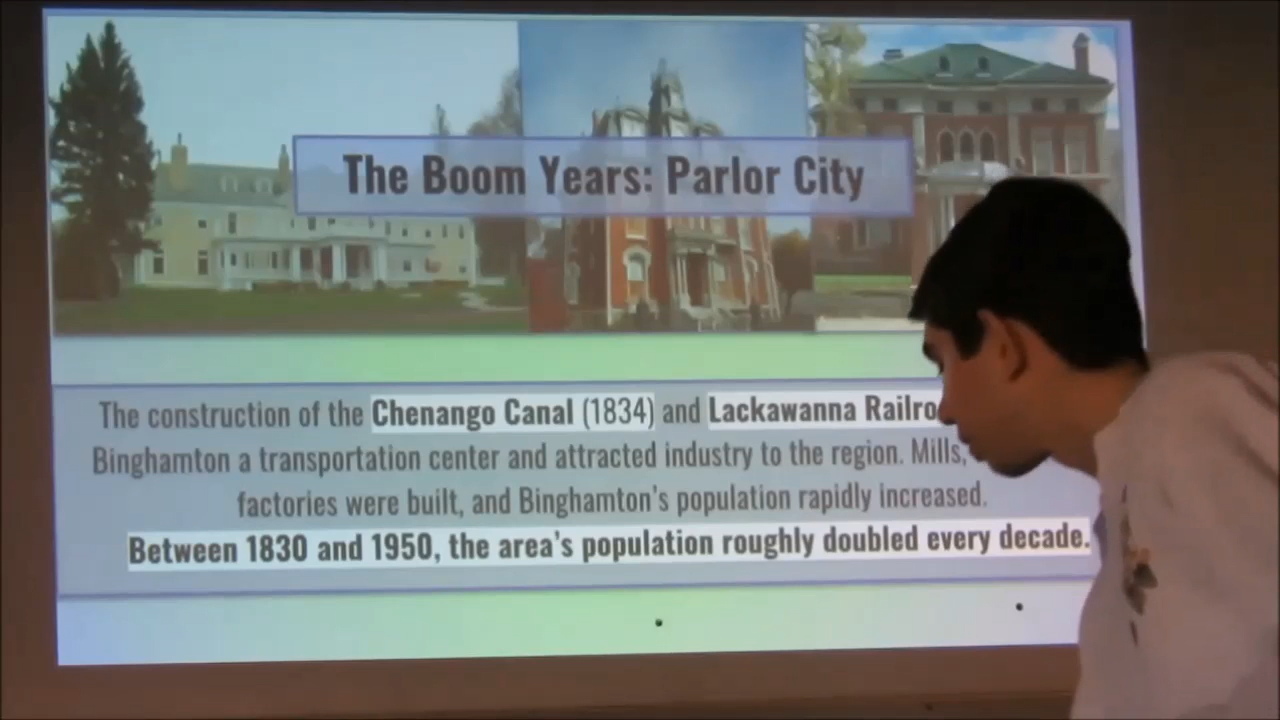 The Boom Years: Parlor City
The construction of the Chenango Canal (1834) and Lackawanna
Binghamton a transportation center and attracted industry to the region. Mills,
factories were built, and Binghamton's population rapidly increased.
Between 1830 and 1950, the area's population roughly doubled every decade.